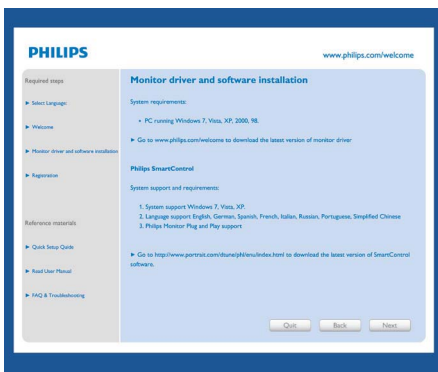 PHILIPS
www.philips.com/welcome
Required steps
Select Language:
Welcome
Monitor driver and software installation
Registration
Reference materials
Quick Setup Guide
Read User Manual
FAQ & Troubleshooting
Monitor driver and software installation
System requirements:
• PC running Windows 7, Vista, XP, 2000, 98.
Go to www.philips.com/welcome to download the latest version of monitor driver
Philips SmartControl
System support and requirements:
1. System support Windows 7, Vista, XP.
2. Language support English, German, Spanish, French, Italian, Russian, Portuguese, Simplified Chinese
3. Philips Monitor Plug and Play support
Go to http://www.portrait.com/dtune/phl/enu/index.html to download the latest version of SmartControl
software.
Quit
Back
Next